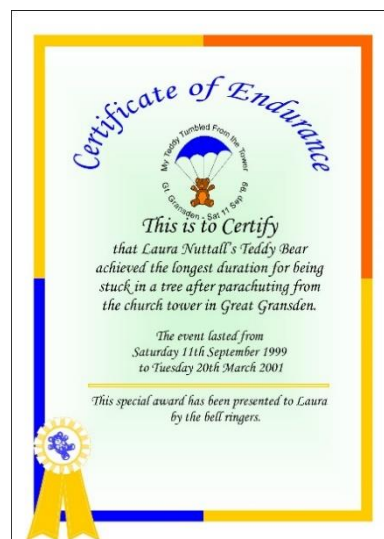 Certificate of Endurance
My Teddy Tumbled From the Tower
Gt Gransden - Sat 11 Sep '99
This is to Certify
that Laura Nuttall's Teddy Bear
achieved the longest duration for being
stuck in a tree after parachuting from
the church tower in Great Gransden.
The event lasted from
Saturday 11th September 1999
to Tuesday 20th March 2001
This special award has been presented to Laura
by the bell ringers.